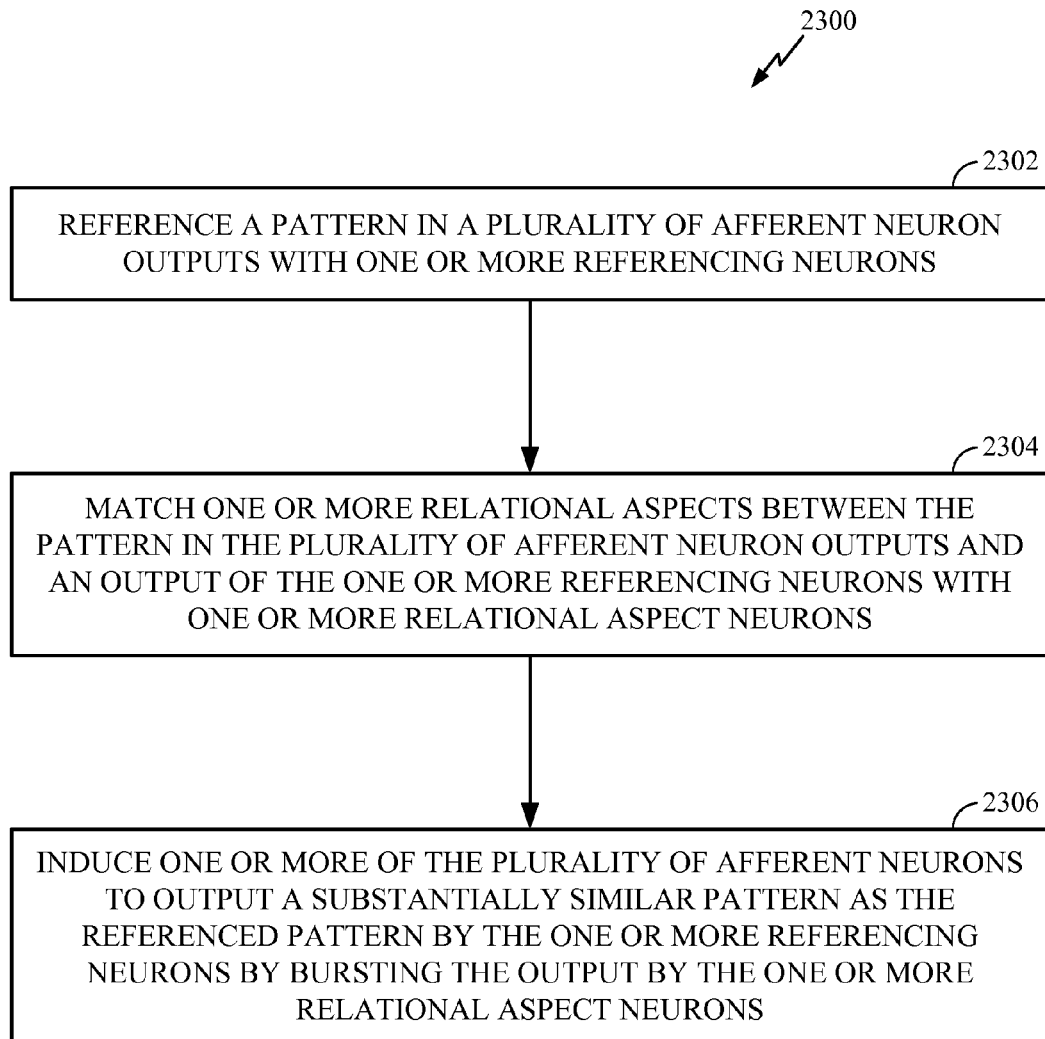 2300
2302
REFERENCE A PATTERN IN A PLURALITY OF AFFERENT NEURON
OUTPUTS WITH ONE OR MORE REFERENCING NEURONS
2304
MATCH ONE OR MORE RELATIONAL ASPECTS BETWEEN THE
PATTERN IN THE PLURALITY OF AFFERENT NEURON OUTPUTS AND
AN OUTPUT OF THE ONE OR MORE REFERENCING NEURONS WITH
ONE OR MORE RELATIONAL ASPECT NEURONS
2306
INDUCE ONE OR MORE OF THE PLURALITY OF AFFERENT NEURONS
TO OUTPUT A SUBSTANTIALLY SIMILAR PATTERN AS THE
REFERENCED PATTERN BY THE ONE OR MORE REFERENCING
NEURONS BY BURSTING THE OUTPUT BY THE ONE OR MORE
RELATIONAL ASPECT NEURONS